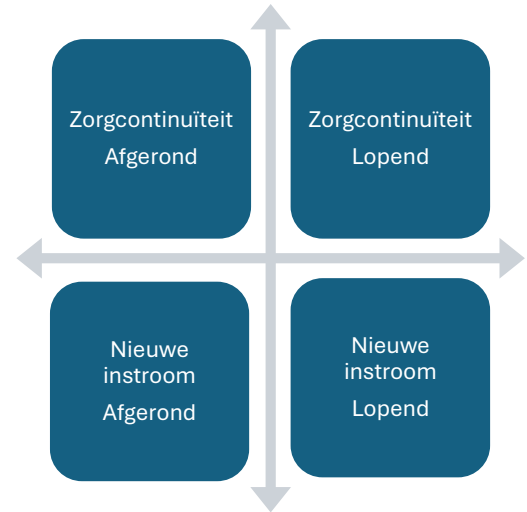 Zorgcontinuïteit
Afgerond
Zorgcontinuïteit
Lopend
Nieuwe
instroom
Afgerond
Nieuwe
instroom
Lopend